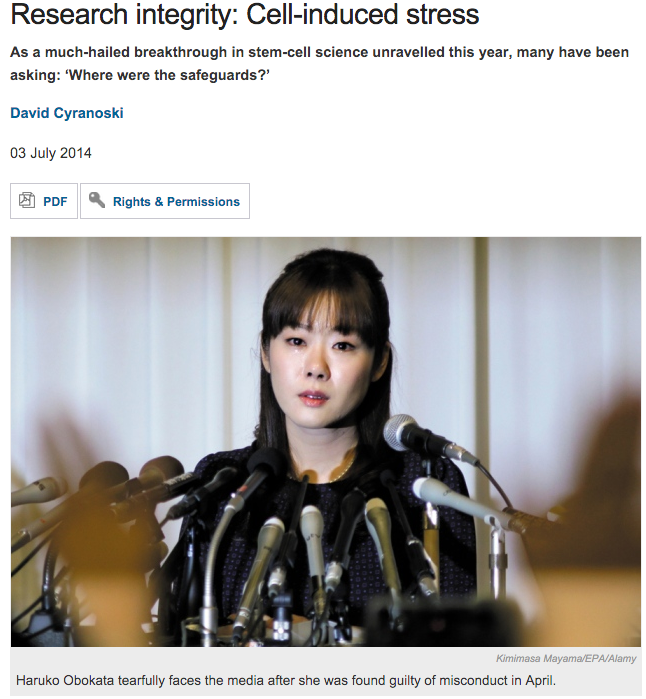 Research integrity: Cell-induced stress
As a much-hailed breakthrough in stem-cell science unravelled this year, many have been
asking: ‘Where were the safeguards?’
David Cyranoski
03 July 2014
PDF
Rights & Permissions
Kimimasa Mayama/EPA/Alamy
Haruko Obokata tearfully faces the media after she was found guilty of misconduct in April.